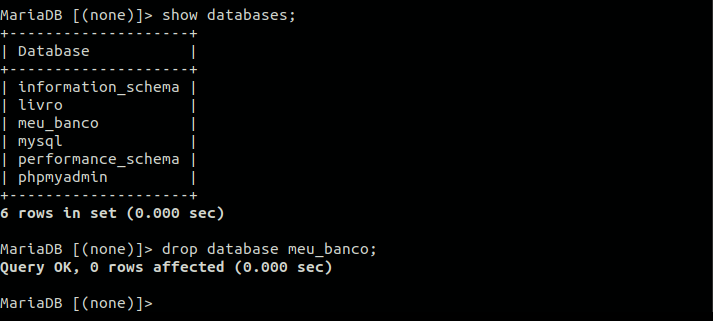 MariaDB [(none)]> show databases;
+--------------------+
| Database           |
+--------------------+
| information_schema |
| livro              |
| meu_banco          |
| mysql              |
| performance_schema |
| phpmyadmin         |
+--------------------+
6 rows in set (0.000 sec)
MariaDB [(none)]> drop database meu_banco;
Query OK, 0 rows affected (0.000 sec)
MariaDB [(none)]>